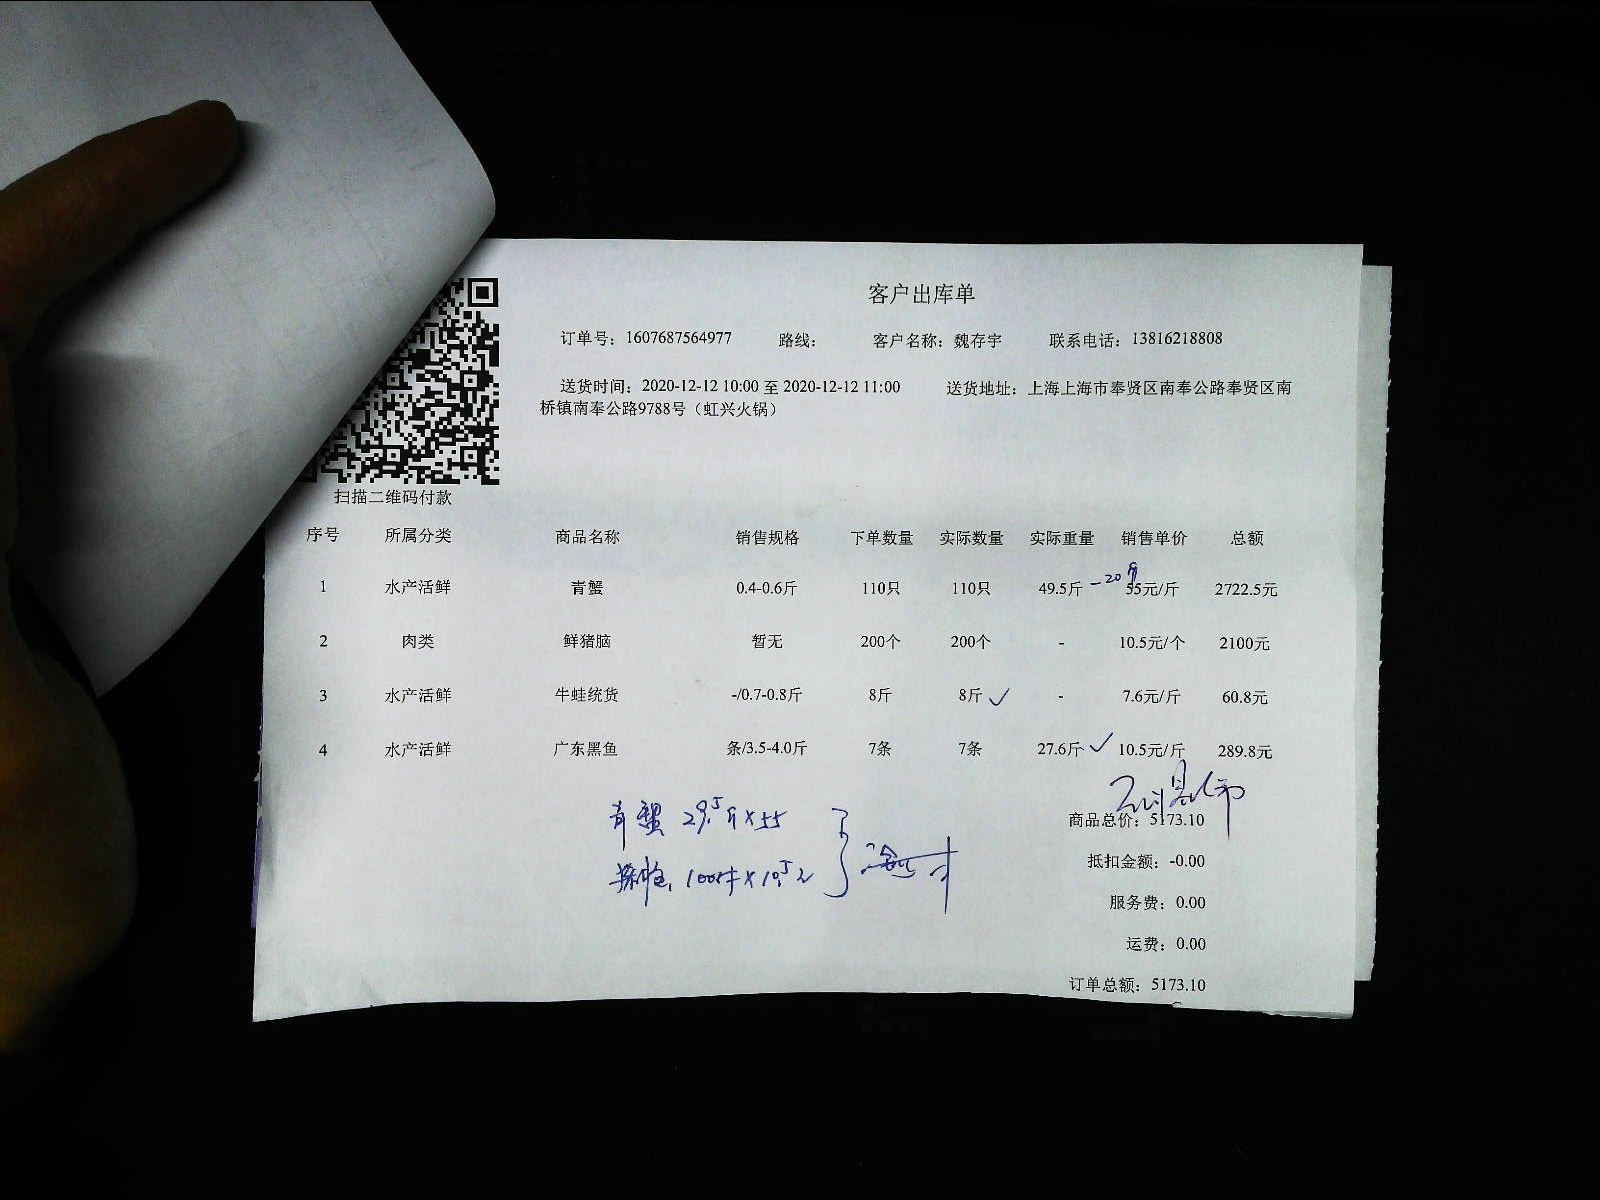 客户出库单
订单号：1607687564977 路线： 客户名称：魏存宇 联系电话：13816218808
送货时间：2020-12-12 10:00 至 2020-12-12 11:00 送货地址：上海上海市奉贤区南奉公路奉贤区南
桥镇南奉公路9788号（虹兴火锅）
扫描二维码付款
序号 所属分类 商品名称 销售规格 下单数量 实际数量 实际重量 销售单价 总额
1 水产活鲜 青蟹 0.4-0.6斤 110只 110只 49.5斤 -20斤 55元/斤 2722.5元
2 肉类 鲜猪脑 暂无 200个 200个 - 10.5元/个 2100元
3 水产活鲜 牛蛙统货 -/0.7-0.8斤 8斤 8斤 ✓ - 7.6元/斤 60.8元
4 水产活鲜 广东黑鱼 条/3.5-4.0斤 7条 7条 27.6斤 ✓ 10.5元/斤 289.8元
青蟹 29.5斤×55
商品总价：5173.10
抵扣金额：-0.00
服务费：0.00
运费：0.00
订单总额：5173.10